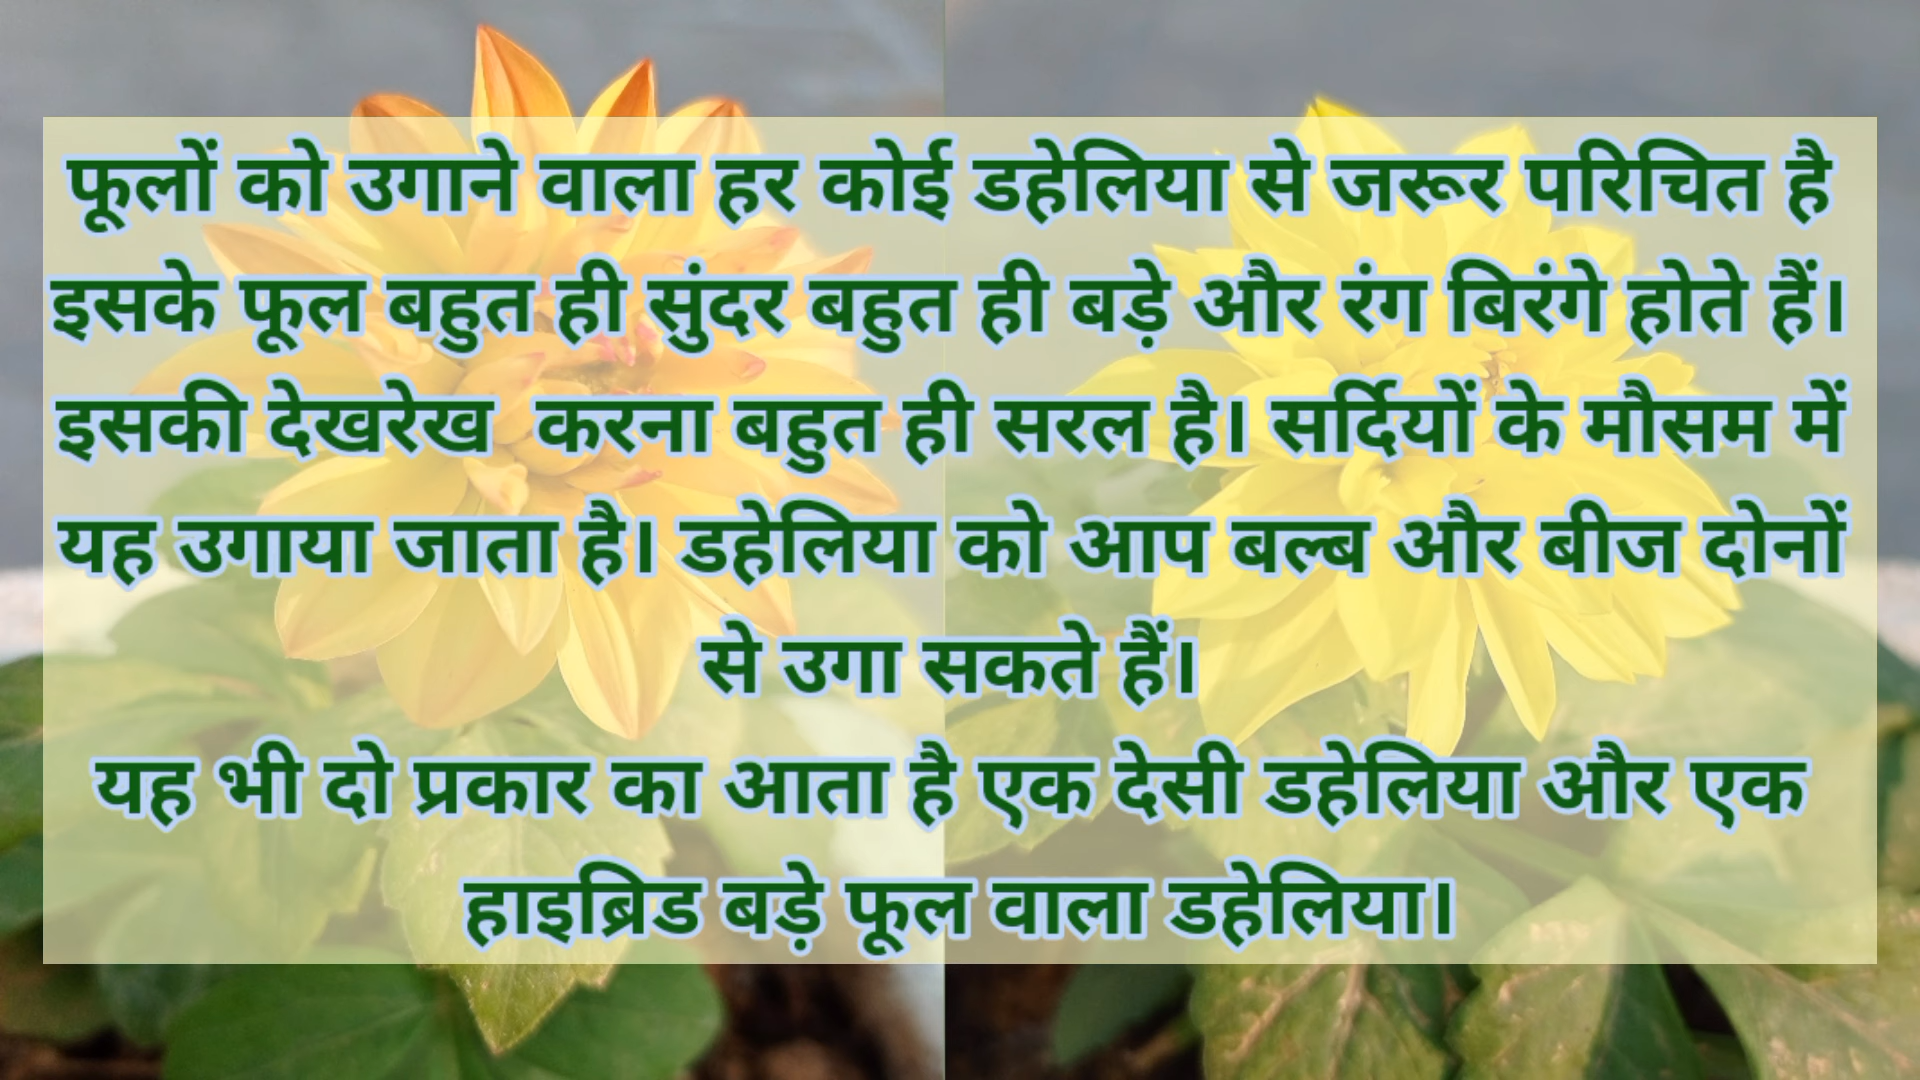 फूलों को उगाने वाला हर कोई डहेलिया से जरूर परिचित है
इसके फूल बहुत ही सुंदर बहुत ही बड़े और रंग बिरंगे होते हैं।
इसकी देखरेख करना बहुत ही सरल है। सर्दियों के मौसम में
यह उगाया जाता है। डहेलिया को आप बल्ब और बीज दोनों
से उगा सकते हैं।
यह भी दो प्रकार का आता है एक देसी डहेलिया और एक
हाइब्रिड बड़े फूल वाला डहेलिया।